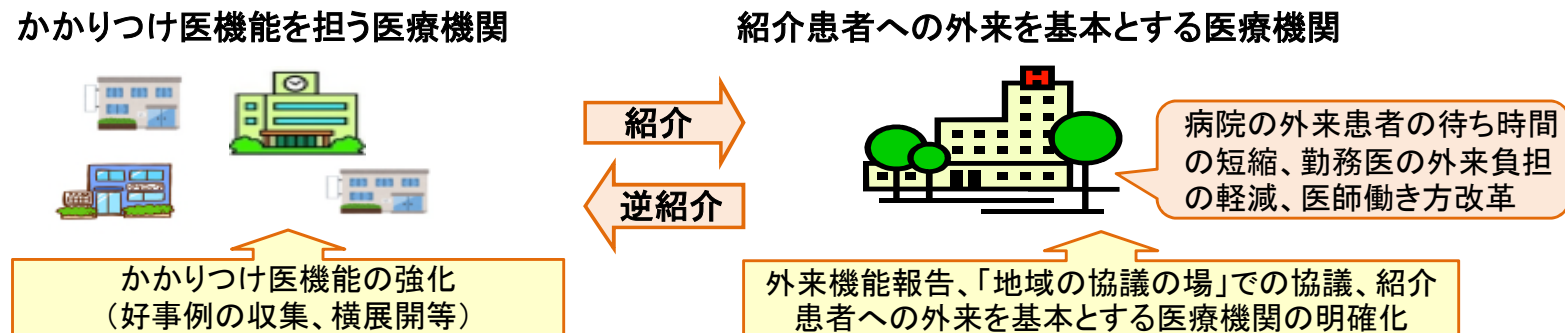 かかりつけ医機能を担う医療機関
紹介患者への外来を基本とする医療機関
H
紹介
逆紹介
病院の外来患者の待ち時間
の短縮、勤務医の外来負担
の軽減、医師働き方改革
かかりつけ医機能の強化
（好事例の収集、横展開等）
外来機能報告、「地域の協議の場」での協議、紹介
患者への外来を基本とする医療機関の明確化